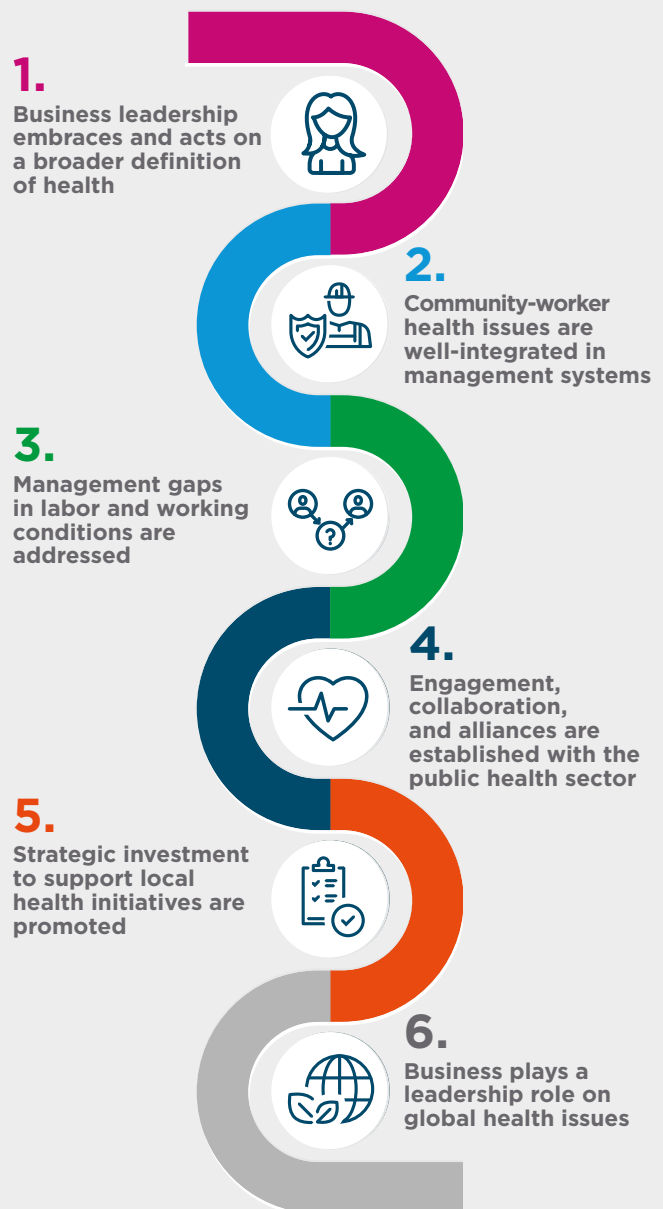 1.
Business leadership
embraces and acts on
a broader definition
of health
2.
Community-worker
health issues are
well-integrated in
management systems
3.
Management gaps
in labor and working
conditions are
addressed
?
4.
Engagement,
collaboration,
and alliances are
established with the
public health sector
5.
Strategic investment
to support local
health initiatives are
promoted
6.
Business plays a
leadership role on
global health issues